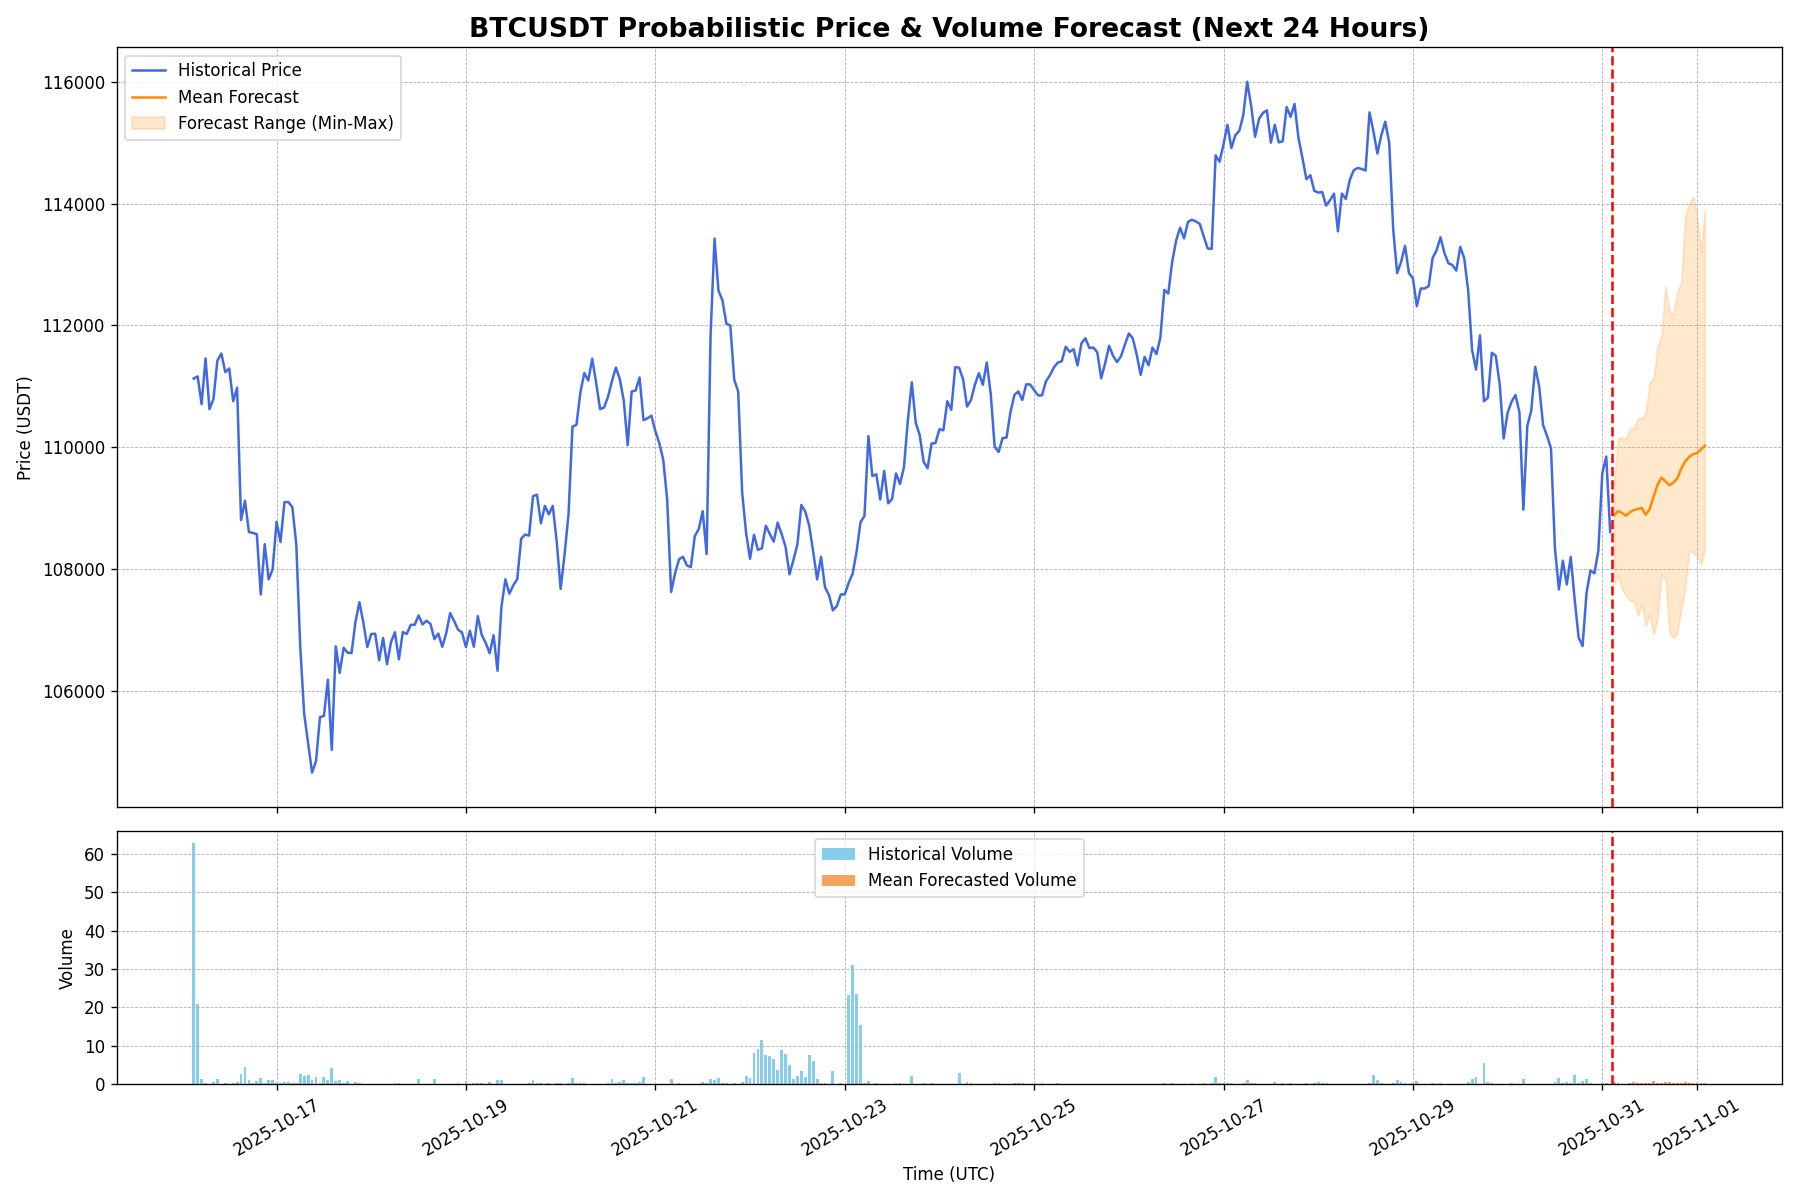 BTCUSDT Probabilistic Price & Volume Forecast (Next 24 Hours)
Historical Price
Mean Forecast
Forecast Range (Min-Max)
116000
114000
112000
110000
108000
106000
Price (USDT)
Historical Volume
Mean Forecasted Volume
60
50
40
30
20
10
0
Volume
2025-10-17
2025-10-19
2025-10-21
2025-10-23
2025-10-25
2025-10-27
2025-10-29
2025-10-31
2025-11-01
Time (UTC)